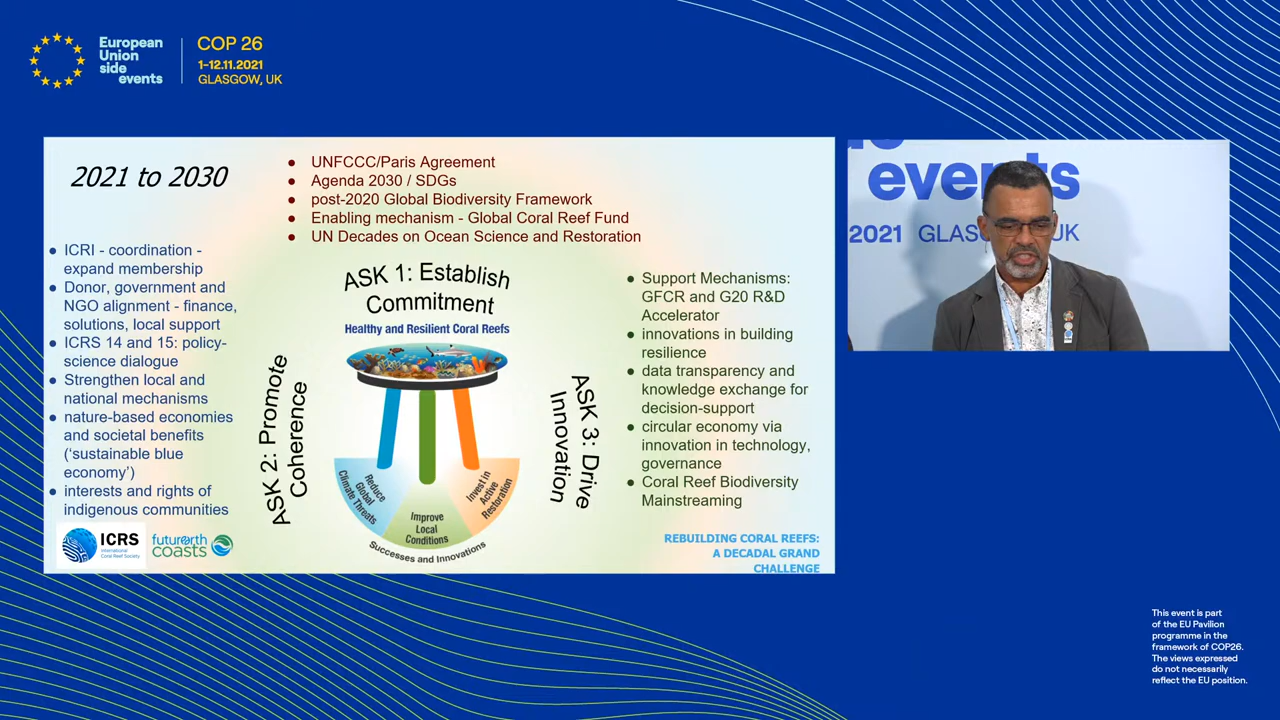 European
Union
side
events
COP 26
1-12.11.2021
GLASGOW, UK
2021 to 2030
● UNFCCC/Paris Agreement
● Agenda 2030 / SDGs
● post-2020 Global Biodiversity Framework
● Enabling mechanism - Global Coral Reef Fund
● UN Decades on Ocean Science and Restoration
● ICRI - coordination -
expand membership
● Donor, government and
NGO alignment - finance,
solutions, local support
● ICRS 14 and 15: policy-
science dialogue
● Strengthen local and
national mechanisms
● nature-based economies
and societal benefits
(‘sustainable blue
economy’)
● interests and rights of
indigenous communities
ASK 1: Establish
Commitment
Healthy and Resilient Coral Reefs
ASK 2: Promote
Coherence
ASK 3: Drive
Innovation
Reduce
Global
Climate Threats
Improve
Local
Conditions
Invest in
Active
Restoration
Successes and Innovations
● Support Mechanisms:
GFCR and G20 R&D
Accelerator
● innovations in building
resilience
● data transparency and
knowledge exchange for
decision-support
● circular economy via
innovation in technology,
governance
● Coral Reef Biodiversity
Mainstreaming
ICRS
International
Coral Reef Society
futurearth
coasts
REBUILDING CORAL REEFS:
A DECADAL GRAND
CHALLENGE
events
2021 GLAS UK
This event is part
of the EU Pavilion
programme in the
framework of COP26.
The views expressed
do not necessarily
reflect the EU position.